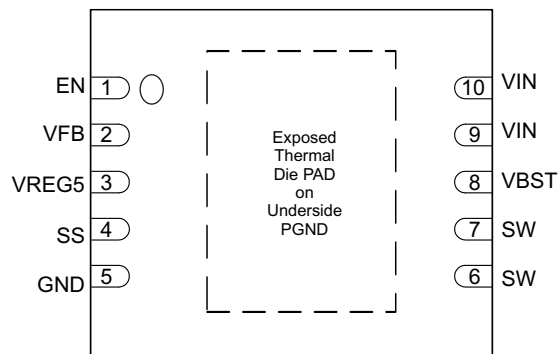 EN 1
VFB 2
VREG5 3
SS 4
GND 5
Exposed
Thermal
Die PAD
on
Underside
PGND
10 VIN
9 VIN
8 VBST
7 SW
6 SW